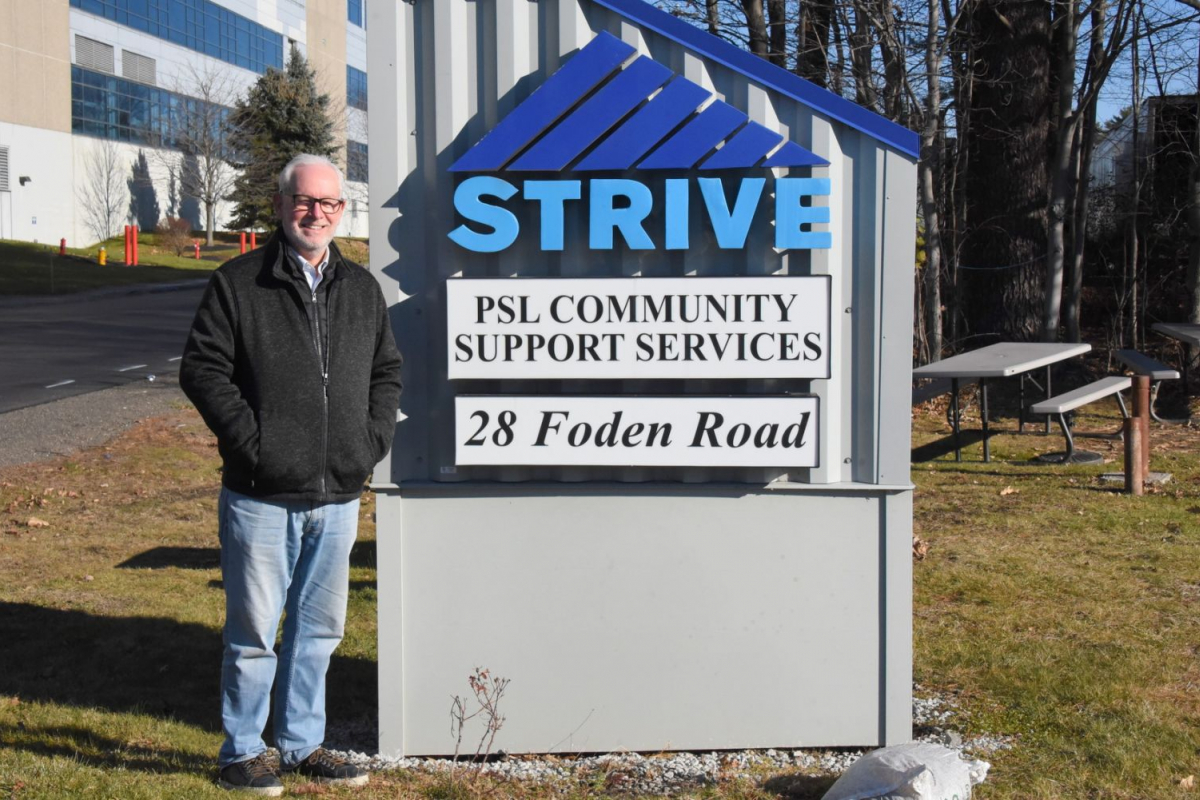 STRIVE
PSL COMMUNITY
SUPPORT SERVICES
28 Foden Road